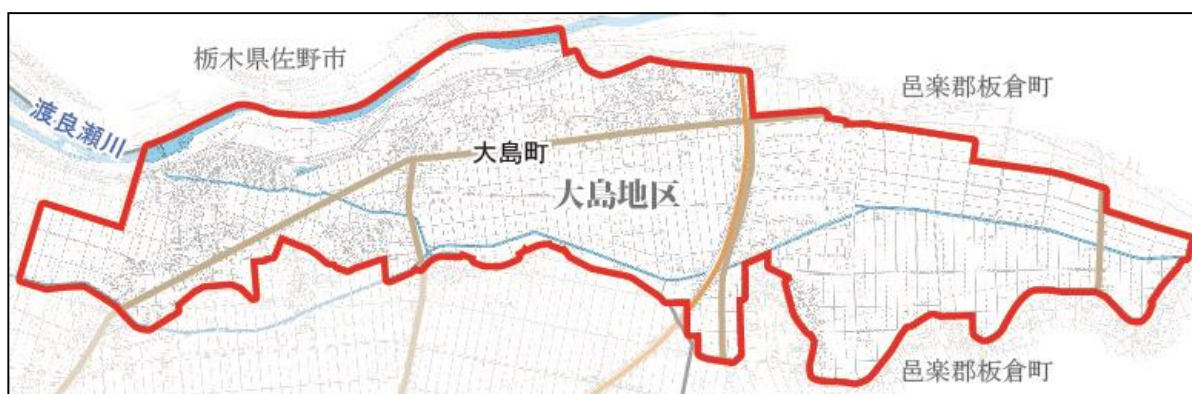 栃木県佐野市
邑楽郡板倉町
渡良瀬川
大島町
大島地区
邑楽郡板倉町